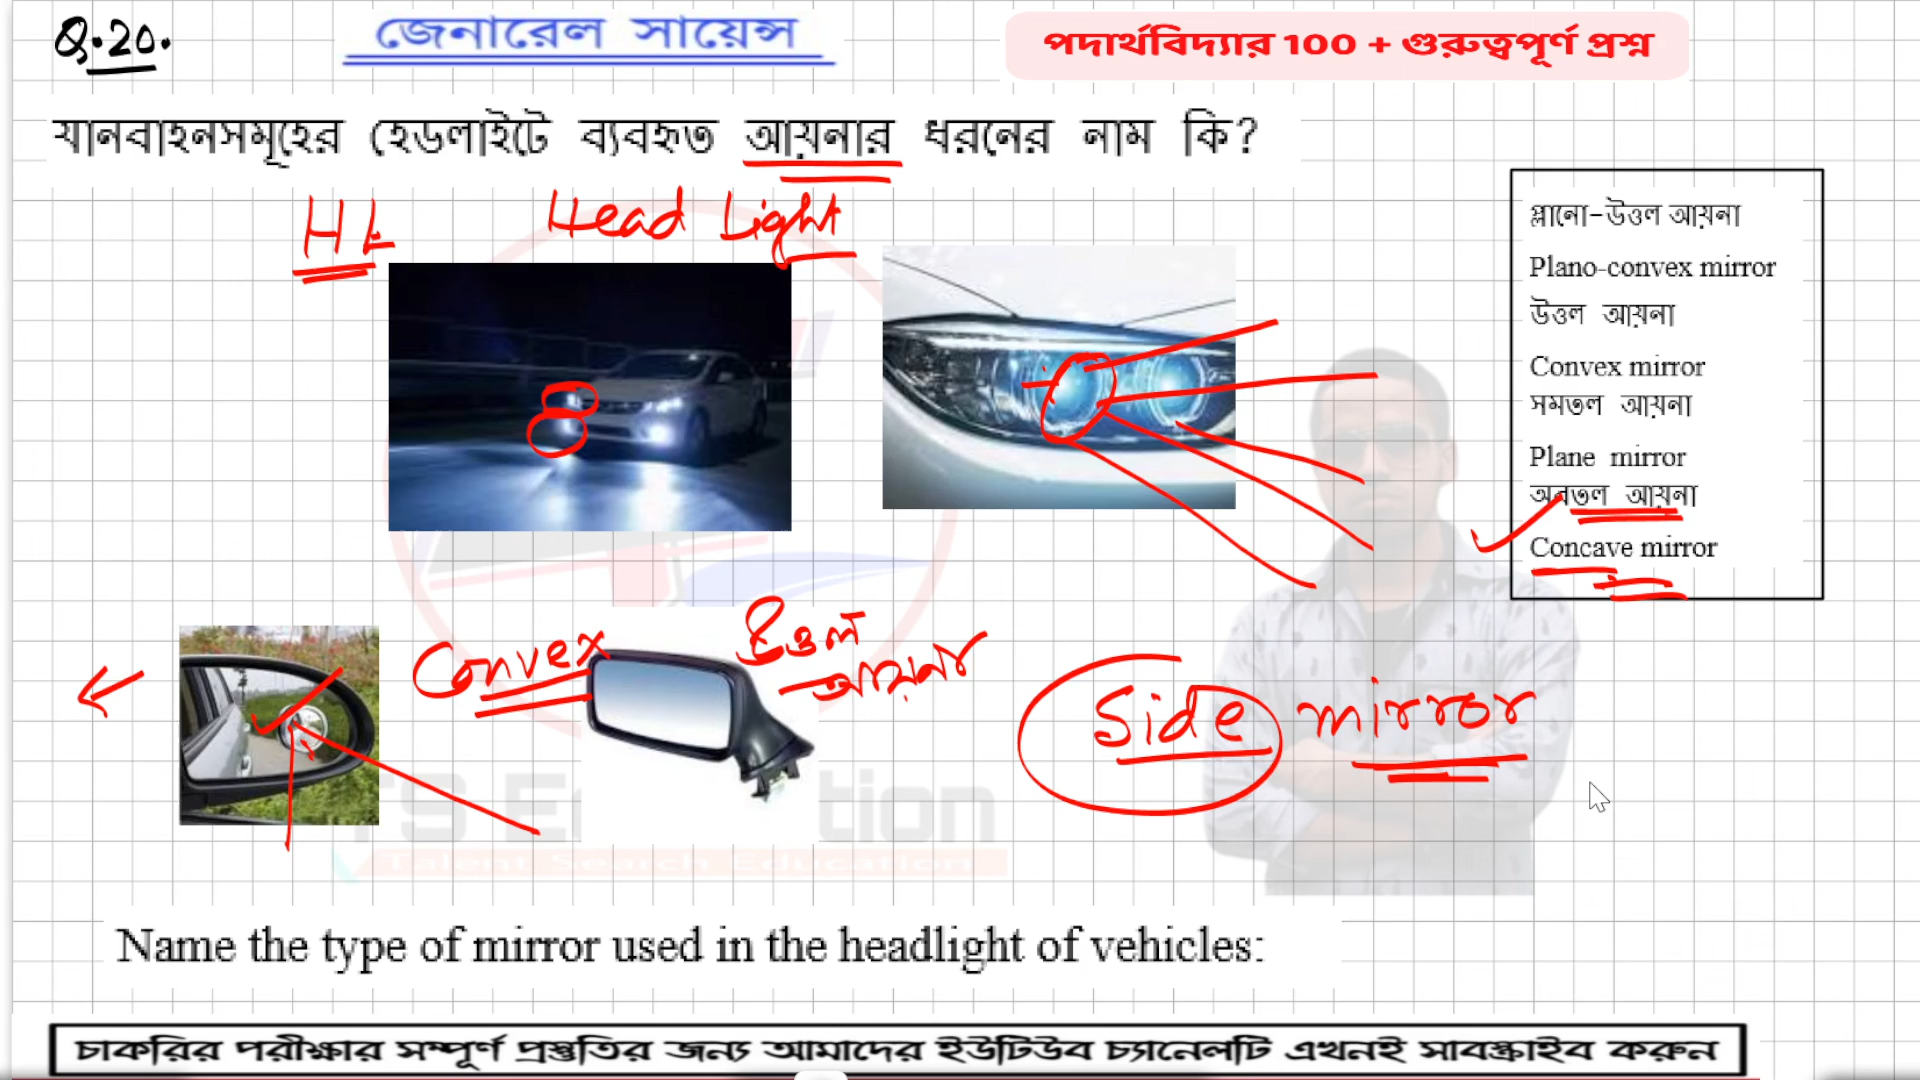 Q.20.
জেনারেল সায়েন্স
পদার্থবিদ্যার 100 + গুরুত্বপূর্ণ প্রশ্ন
যানবাহনসমূহের হেডলাইটে ব্যবহৃত আয়নার ধরনের নাম কি?
HL Head Light
প্লানো-উত্তল আয়না
Plano-convex mirror
উত্তল আয়না
Convex mirror
সমতল আয়না
Plane mirror
অবতল আয়না
Concave mirror
Convex
উত্তল
আয়নার
Side mirror
Talent Search Education
Name the type of mirror used in the headlight of vehicles:
চাকরির পরীক্ষার সম্পূর্ণ প্রস্তুতির জন্য আমাদের ইউটিউব চ্যানেলটি এখনই সাবস্ক্রাইব করুন